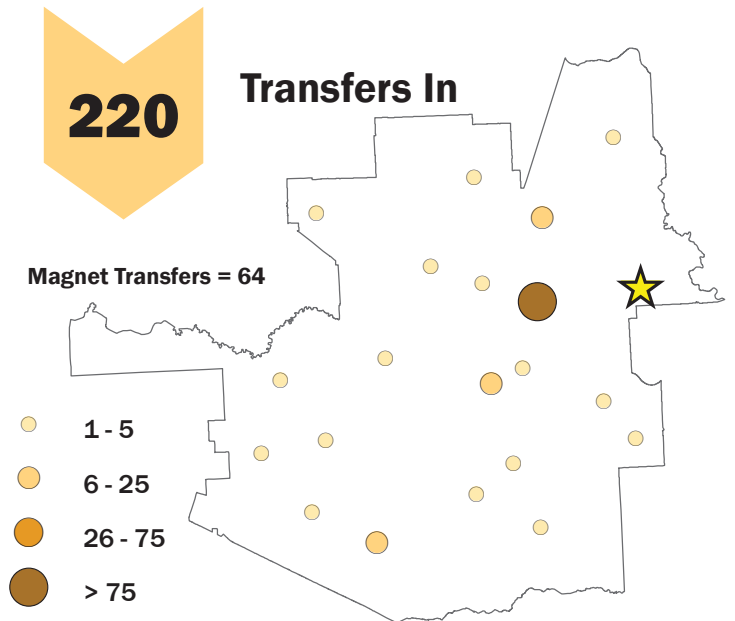 220
Transfers In
Magnet Transfers = 64
1 - 5
6 - 25
26 - 75
> 75